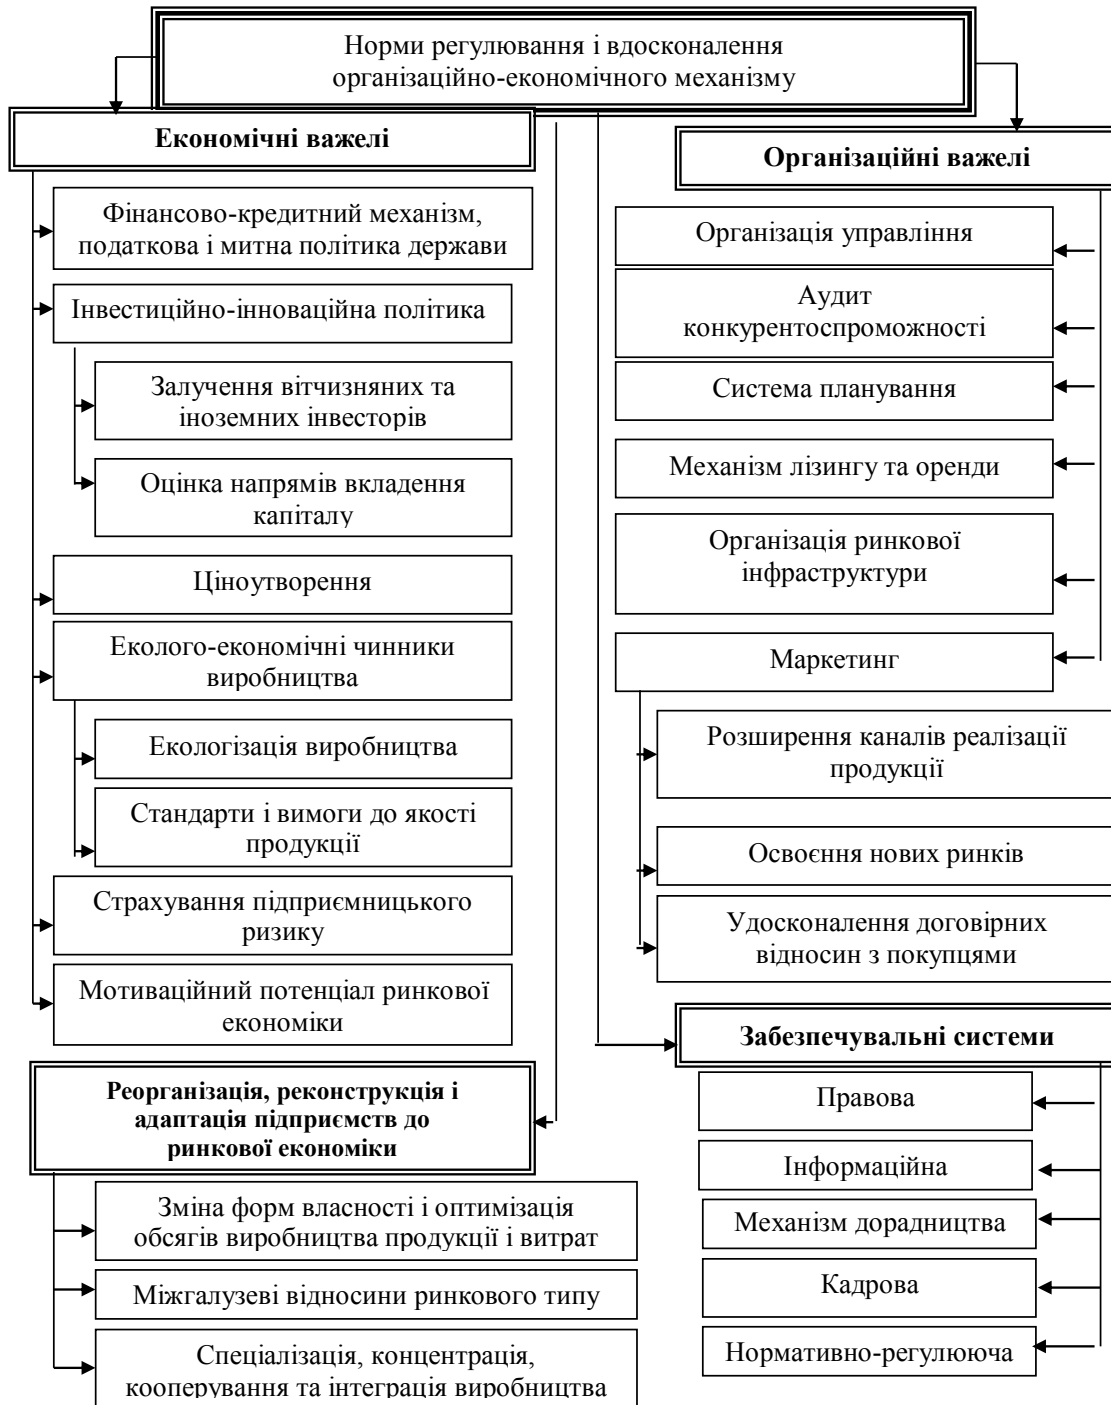 Норми регулювання і вдосконалення
організаційно-економічного механізму
Економічні важелі
Фінансово-кредитний механізм,
податкова і митна політика держави
Інвестиційно-інноваційна політика
Залучення вітчизняних та
іноземних інвесторів
Оцінка напрямів вкладення
капіталу
Ціноутворення
Еколого-економічні чинники
виробництва
Екологізація виробництва
Стандарти і вимоги до якості
продукції
Страхування підприємницького
ризику
Мотиваційний потенціал ринкової
економіки
Реорганізація, реконструкція і
адаптація підприємств до
ринкової економіки
Зміна форм власності і оптимізація
обсягів виробництва продукції і витрат
Міжгалузеві відносини ринкового типу
Спеціалізація, концентрація,
кооперування та інтеграція виробництва
Організаційні важелі
Організація управління
Аудит
конкурентоспроможності
Система планування
Механізм лізингу та оренди
Організація ринкової
інфраструктури
Маркетинг
Розширення каналів реалізації
продукції
Освоєння нових ринків
Удосконалення договірних
відносин з покупцями
Забезпечувальні системи
Правова
Інформаційна
Механізм дорадництва
Кадрова
Нормативно-регулююча